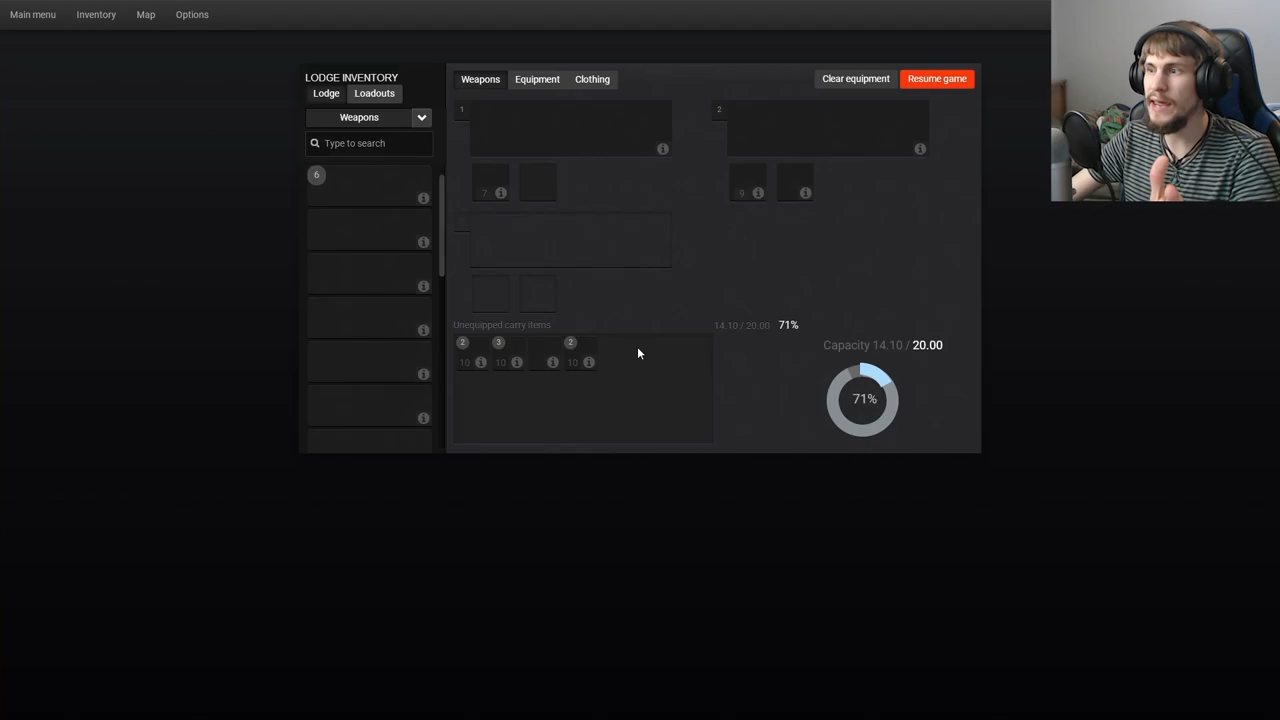 Main menu Inventory Map Options
LODGE INVENTORY
Lodge Loadouts
Weapons
Type to search
6
Weapons Equipment Clothing
Clear equipment Resume game
1
2
7
9
Unequipped carry items
14.10 / 20.00 71%
2 3 2
10 10 10
Capacity 14.10 / 20.00
71%